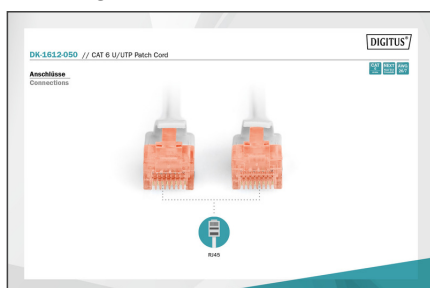 DIGITUS®
DK-1612-050 // CAT 6 U/UTP Patch Cord
Anschlüsse
Connections
RJ45